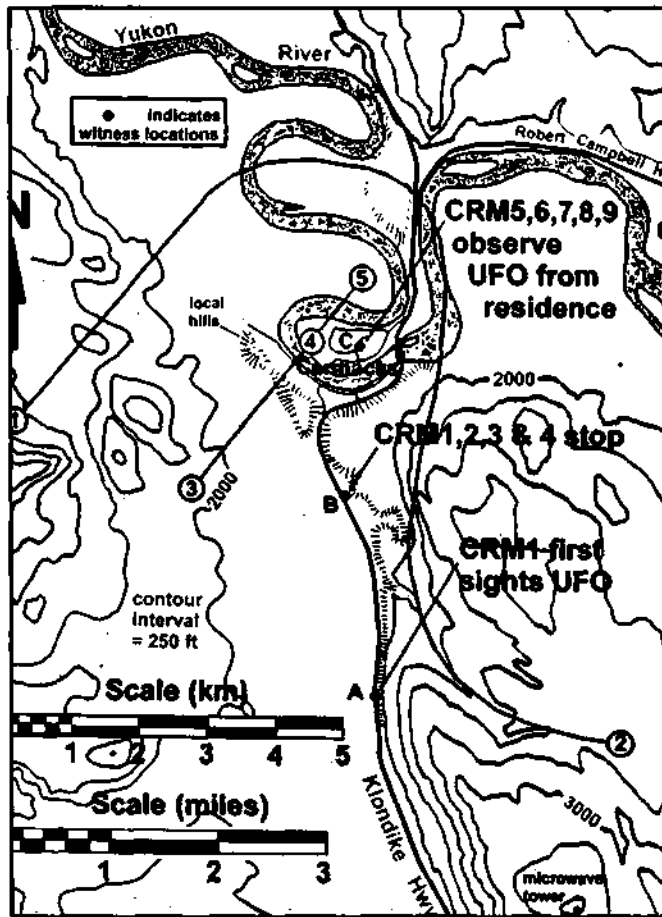 Yukon
River
indicates
witness locations
Robert Campbell
N
CRM5,6,7,8,9
observe
UFO from
residence
5
local
hills
4
C
Carmacks
2000
1
CRM1,2,3 & 4 stop
3
2000
B
CRM1 first
sights UFO
contour
interval
= 250 ft
A
Scale (km)
1 2 3 4 5
2
Scale (miles)
1 2 3
Klondike Hwy
3000
microwave
tower